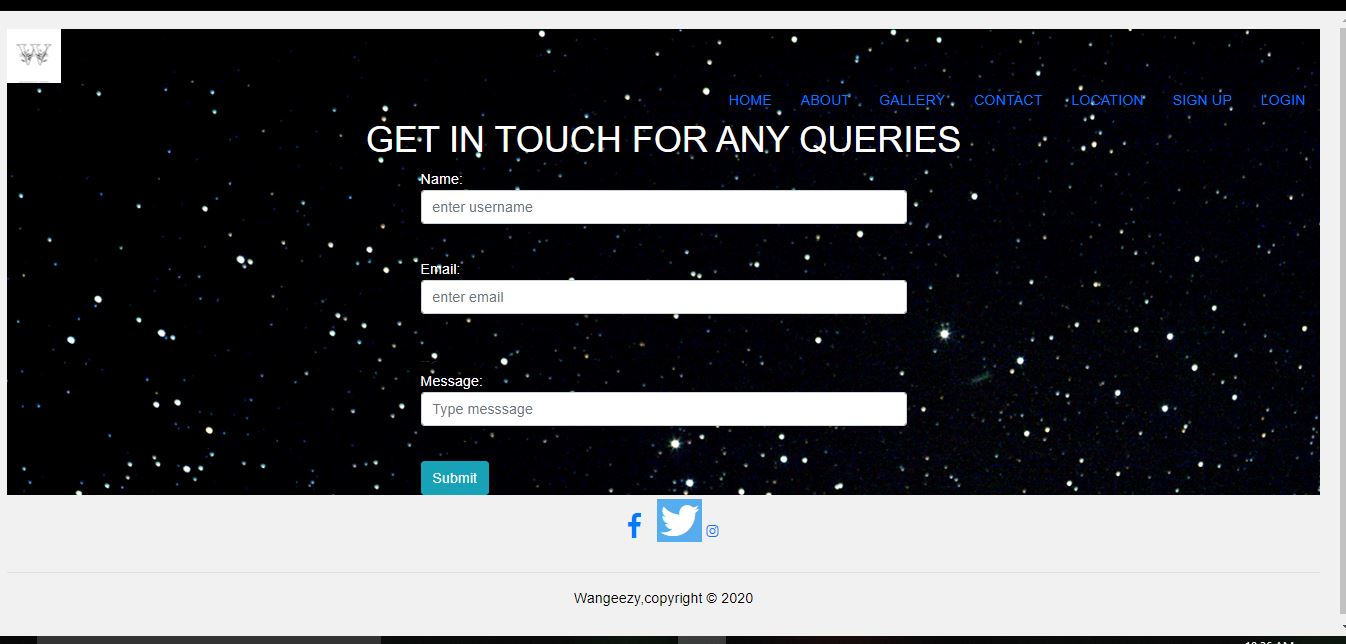 W
HOME ABOUT GALLERY CONTACT LOCATION SIGN UP LOGIN
GET IN TOUCH FOR ANY QUERIES
Name:
enter username
Email:
enter email
Message:
Type messsage
Submit
Wangeezy,copyright © 2020